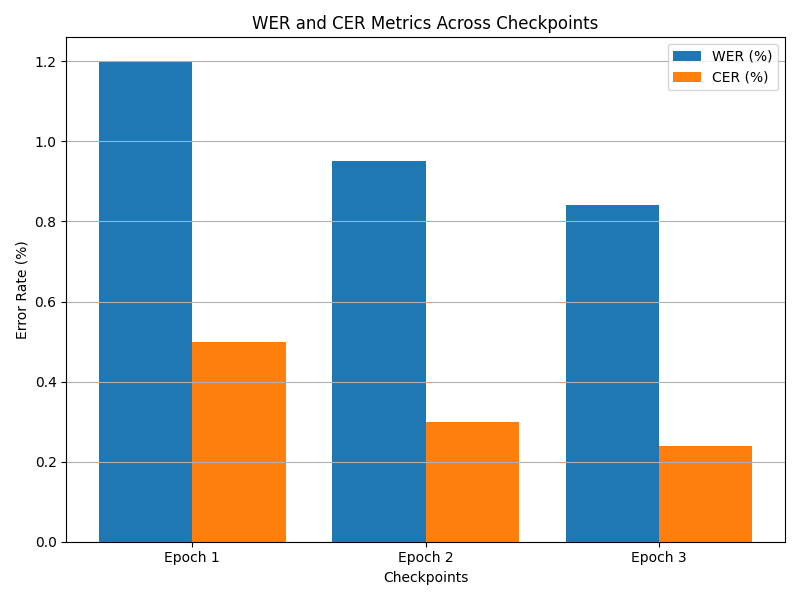 WER and CER Metrics Across Checkpoints
WER (%)
CER (%)
Error Rate (%)
1.2
1.0
0.8
0.6
0.4
0.2
0.0
Epoch 1 Epoch 2 Epoch 3
Checkpoints